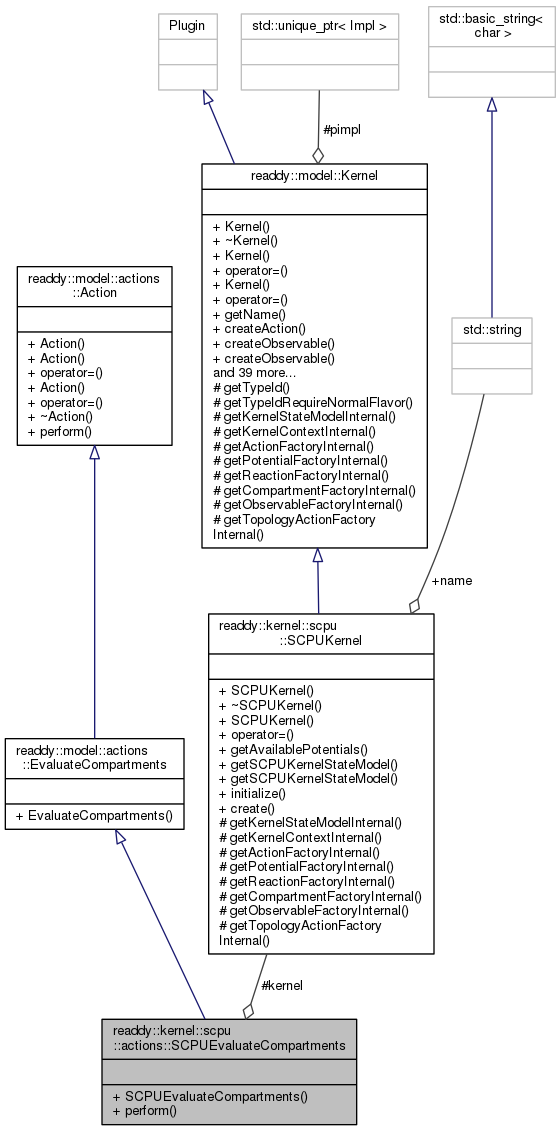 Plugin
std::unique_ptr< Impl >
std::basic_string<
char >
#pimpl
readdy::model::Kernel
+ Kernel()
+ ~Kernel()
+ Kernel()
+ operator=()
+ Kernel()
+ operator=()
+ getName()
+ createAction()
+ createObservable()
+ createObservable()
and 39 more...
# getTypeId()
# getTypeIdRequireNormalFlavor()
# getKernelStateModelInternal()
# getKernelContextInternal()
# getActionFactoryInternal()
# getPotentialFactoryInternal()
# getReactionFactoryInternal()
# getCompartmentFactoryInternal()
# getObservableFactoryInternal()
# getTopologyActionFactory
Internal()
readdy::model::actions
::Action
+ Action()
+ Action()
+ operator=()
+ Action()
+ operator=()
+ ~Action()
+ perform()
std::string
+name
readdy::kernel::scpu
::SCPUKernel
+ SCPUKernel()
+ ~SCPUKernel()
+ SCPUKernel()
+ operator=()
+ getAvailablePotentials()
+ getSCPUKernelStateModel()
+ getSCPUKernelStateModel()
+ initialize()
+ create()
# getKernelStateModelInternal()
# getKernelContextInternal()
# getActionFactoryInternal()
# getPotentialFactoryInternal()
# getReactionFactoryInternal()
# getCompartmentFactoryInternal()
# getObservableFactoryInternal()
# getTopologyActionFactory
Internal()
readdy::model::actions
::EvaluateCompartments
+ EvaluateCompartments()
#kernel
readdy::kernel::scpu
::actions::SCPUEvaluateCompartments
+ SCPUEvaluateCompartments()
+ perform()